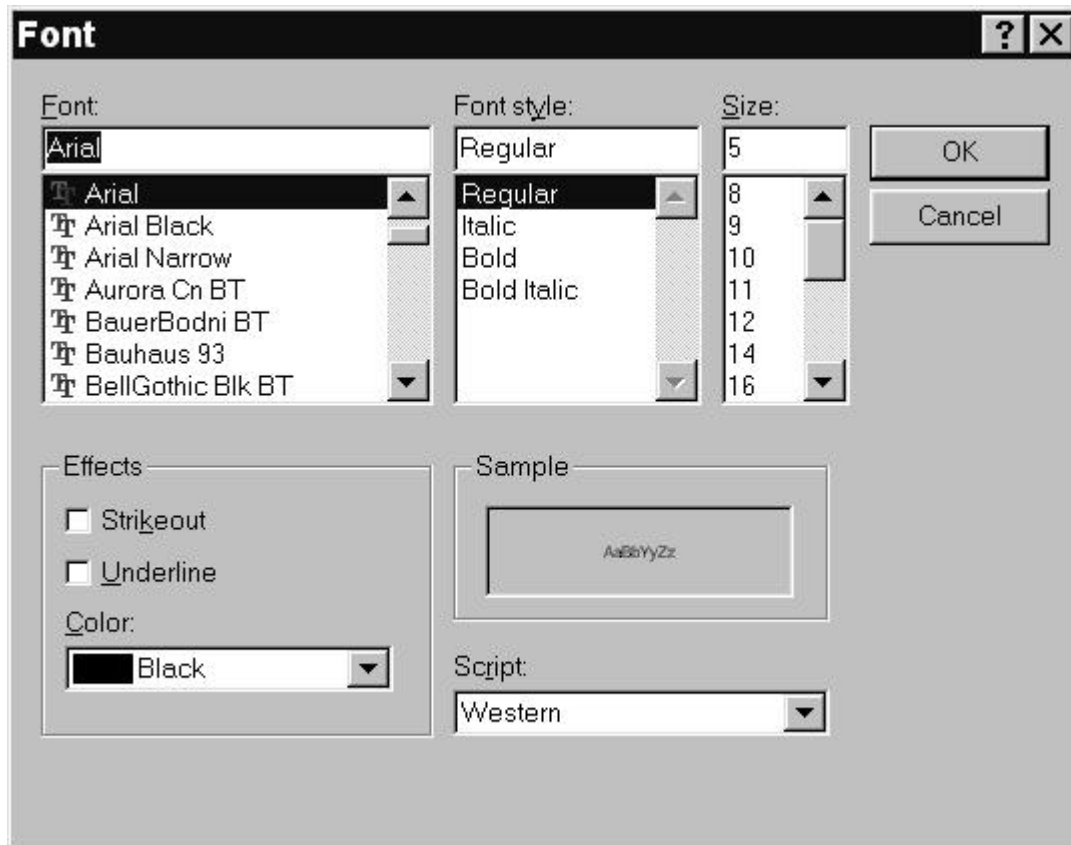 Font
Font: Font style: Size:
Arial Regular 5 OK
Arial Regular 8
Arial Black Italic 9 Cancel
Arial Narrow Bold 10
Aurora Cn BT Bold Italic 11
BauerBodni BT 12
Bauhaus 93 14
BellGothic Blk BT 16
Effects Sample
Strikeout
AaBbYyZz
Underline
Color:
Black Script:
Western